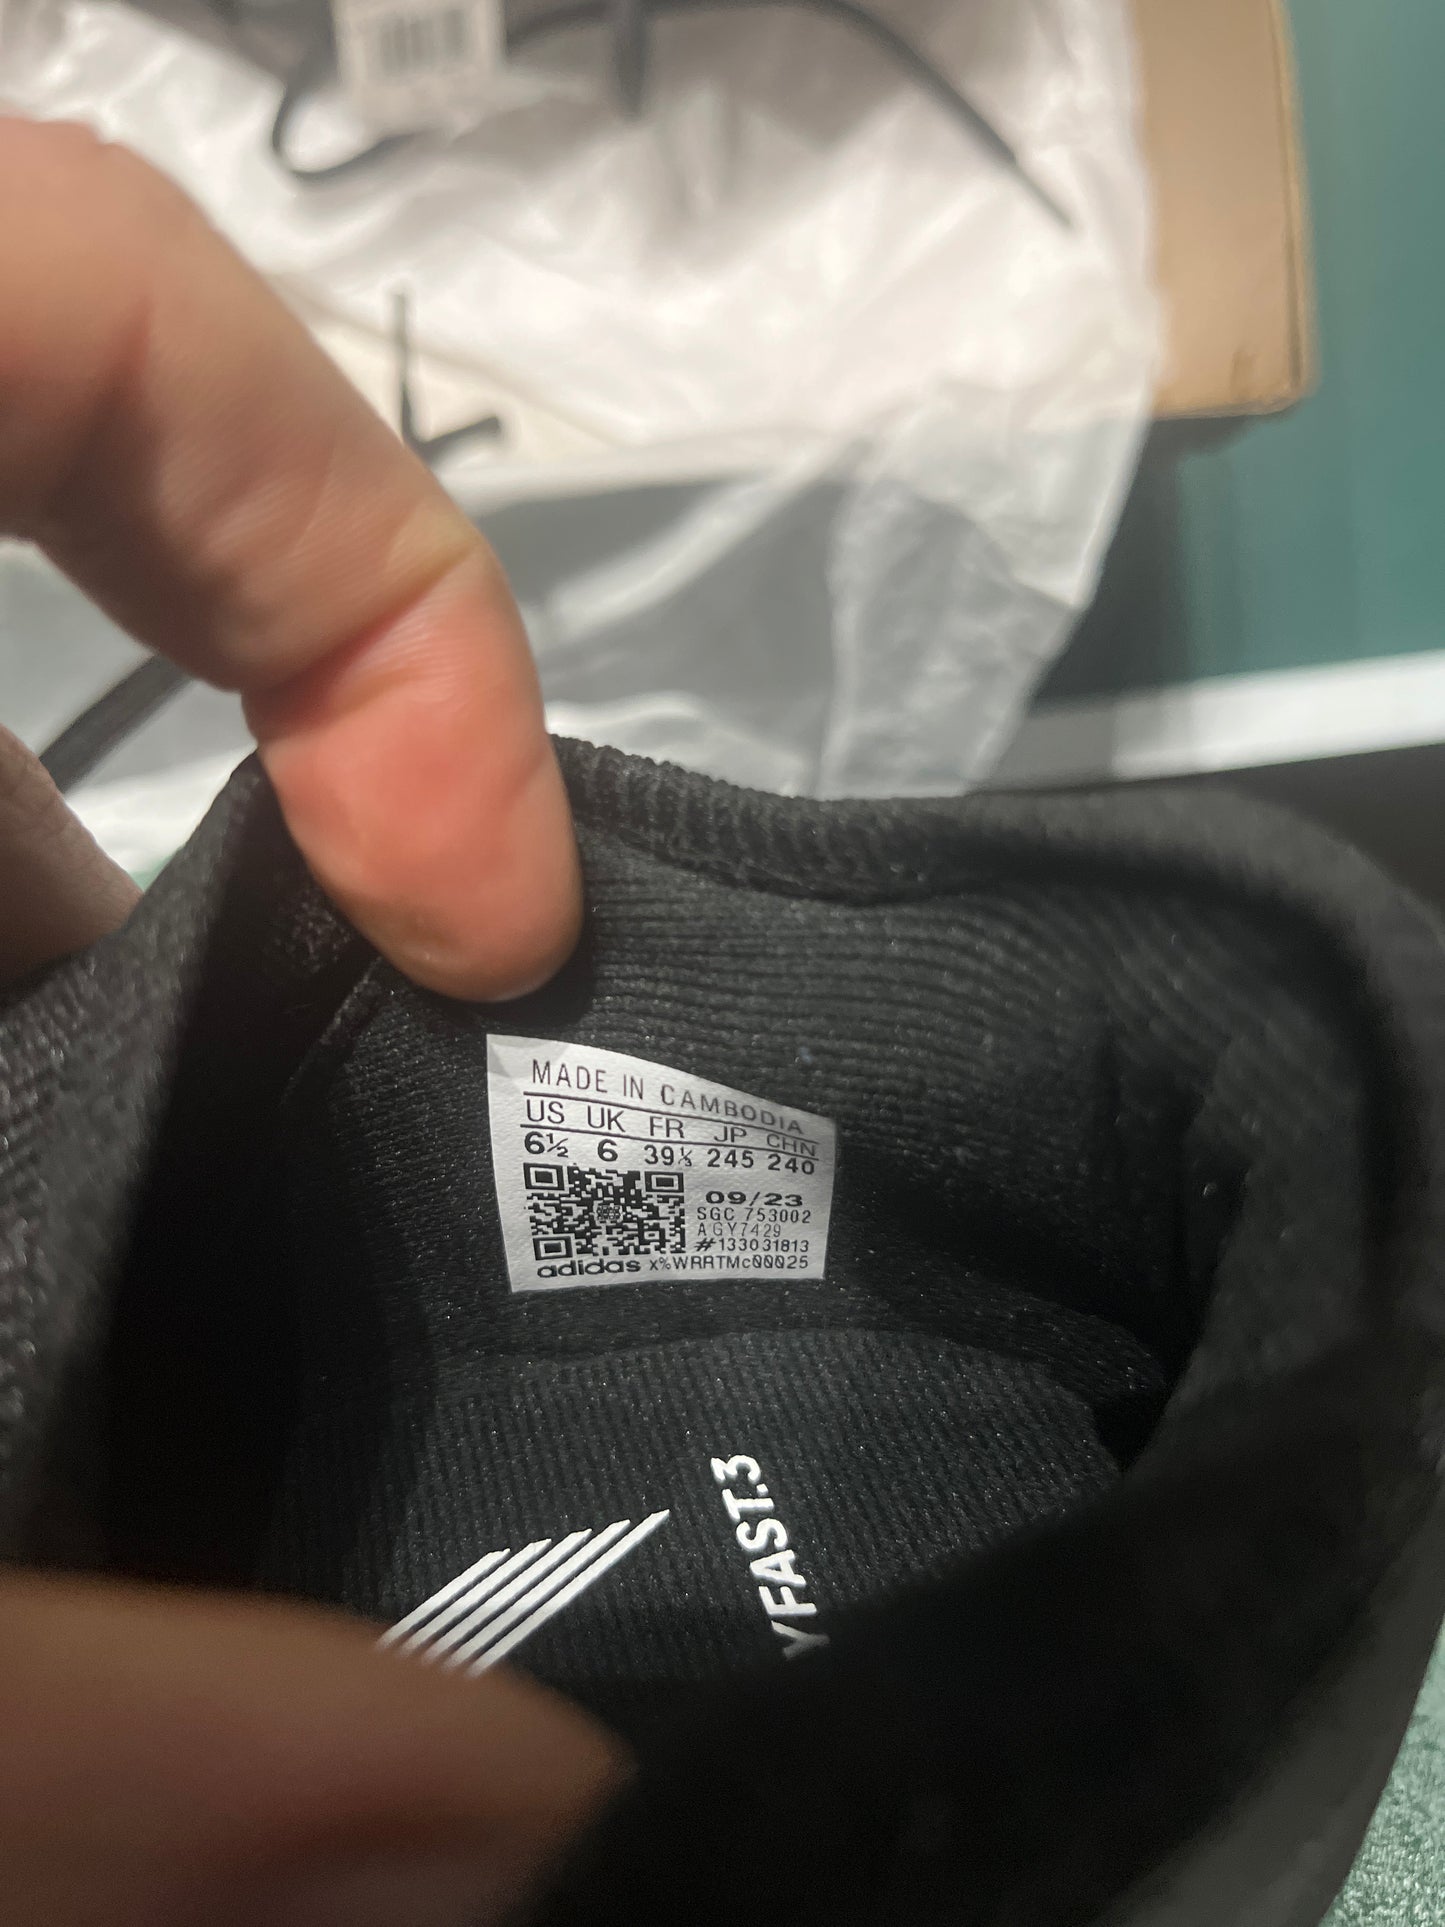 MADE IN CAMBODIA
US UK FR JP CHN
6½ 6 39⅓ 245 240
09/23
SGC 753002
AGY7429
#133031813
adidas x%WRRTMc00025
YFAST.3